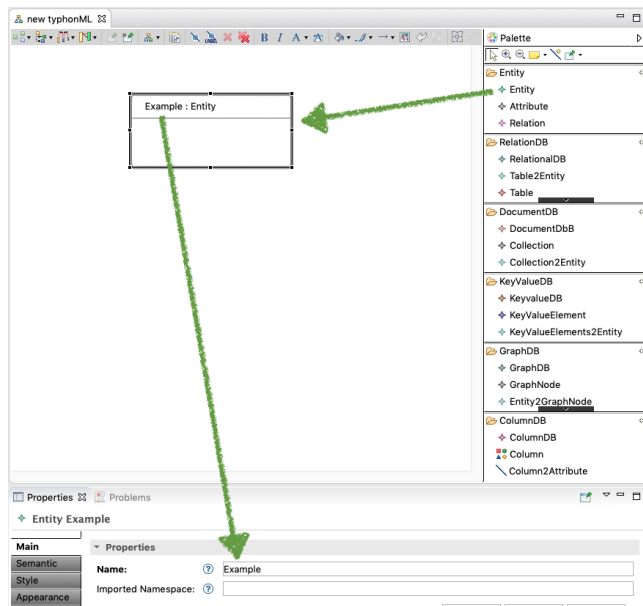 new typhonML
B I A
Palette
Entity
Entity
Attribute
Relation
RelationDB
RelationalDB
Table2Entity
Table
DocumentDB
DocumentDbB
Collection
Collection2Entity
KeyValueDB
KeyvalueDB
KeyValueElement
KeyValueElements2Entity
GraphDB
GraphDB
GraphNode
Entity2GraphNode
ColumnDB
ColumnDB
Column
Column2Attribute
Example : Entity
Properties Problems
Entity Example
Main
Properties
Semantic
Name: Example
Style
Imported Namespace:
Appearance